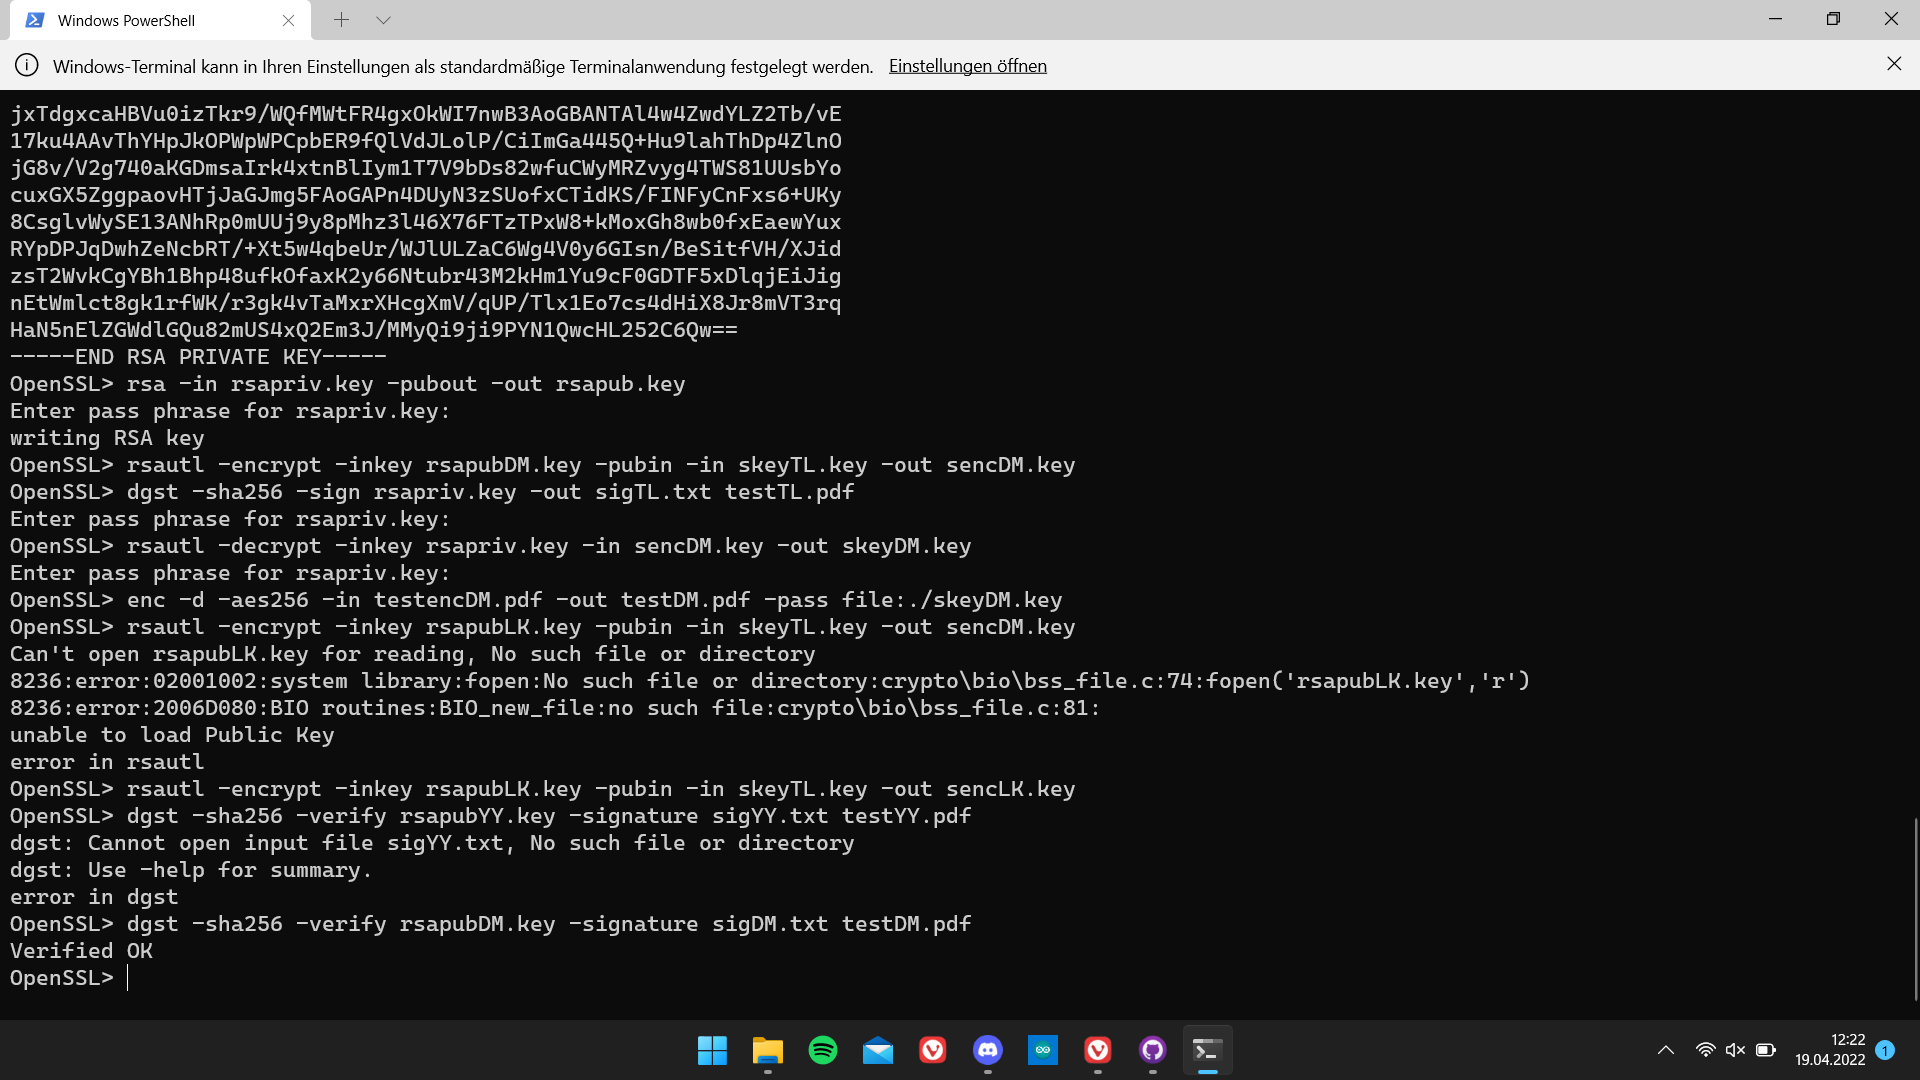 Windows PowerShell
Windows-Terminal kann in Ihren Einstellungen als standardmäßige Terminalanwendung festgelegt werden. Einstellungen öffnen
jxTdgxcaHBVu0izTkr9/WQfMWtFR4gxOkWI7nwB3AoGBANTAl4w4ZwdYLZ2Tb/vE
17ku4AAvThYHpJkOPWpWPCpbER9fQlVdJLolP/CiImGa445Q+Hu9lahThDp4ZlnO
jG8v/V2g740aKGDmsaIrk4xtnBlIym1T7V9bDs82wfuCWyMRZvyg4TWS81UUsbYo
cuxGX5ZggpaovHTjJaGJmg5FAoGAPn4DUyN3zSUofxCTidKS/FINFyCnFxs6+UKy
8CsglvWySE13ANhRp0mUUj9y8pMhz3l46X76FTzTPxW8+kMoxGh8wb0fxEaewYux
RYpDPJqDwhZeNcbRT/+Xt5w4qbeUr/WJlULZaC6Wg4V0y6GIsn/BeSitfVH/XJid
zsT2WvkCgYBh1Bhp48ufkOfaxK2y66Ntubr43M2kHm1Yu9cF0GDTF5xDlqjEiJig
nEtWmlct8gk1rfWK/r3gk4vTaMxrXHcgXmV/qUP/Tlx1Eo7cs4dHiX8Jr8mVT3rq
HaN5nElZGWdlGQu82mUS4xQ2Em3J/MMyQi9ji9PYN1QwcHL252C6Qw==
-----END RSA PRIVATE KEY-----
OpenSSL> rsa -in rsapriv.key -pubout -out rsapub.key
Enter pass phrase for rsapriv.key:
writing RSA key
OpenSSL> rsautl -encrypt -inkey rsapubDM.key -pubin -in skeyTL.key -out sencDM.key
OpenSSL> dgst -sha256 -sign rsapriv.key -out sigTL.txt testTL.pdf
Enter pass phrase for rsapriv.key:
OpenSSL> rsautl -decrypt -inkey rsapriv.key -in sencDM.key -out skeyDM.key
Enter pass phrase for rsapriv.key:
OpenSSL> enc -d -aes256 -in testencDM.pdf -out testDM.pdf -pass file:./skeyDM.key
OpenSSL> rsautl -encrypt -inkey rsapubLK.key -pubin -in skeyTL.key -out sencDM.key
Can't open rsapubLK.key for reading, No such file or directory
8236:error:02001002:system library:fopen:No such file or directory:crypto\bio\bss_file.c:74:fopen('rsapubLK.key','r')
8236:error:2006D080:BIO routines:BIO_new_file:no such file:crypto\bio\bss_file.c:81:
unable to load Public Key
error in rsautl
OpenSSL> rsautl -encrypt -inkey rsapubLK.key -pubin -in skeyTL.key -out sencLK.key
OpenSSL> dgst -sha256 -verify rsapubYY.key -signature sigYY.txt testYY.pdf
dgst: Cannot open input file sigYY.txt, No such file or directory
dgst: Use -help for summary.
error in dgst
OpenSSL> dgst -sha256 -verify rsapubDM.key -signature sigDM.txt testDM.pdf
Verified OK
OpenSSL>
12:22
19.04.2022
1